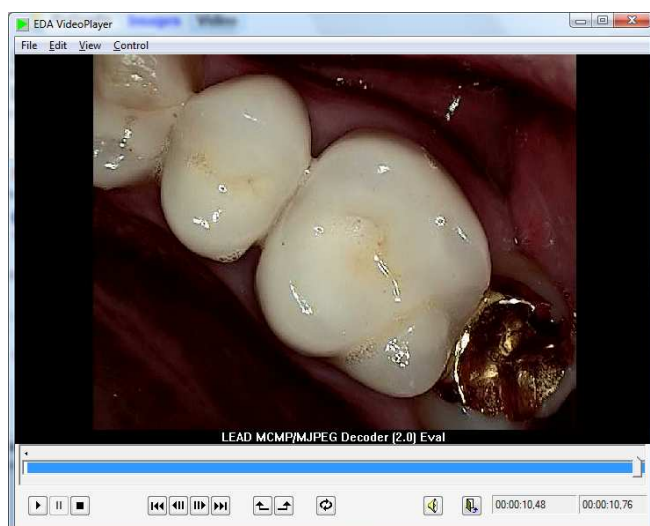 EDA VideoPlayer
File Edit View Control
LEAD MCMP/MJPEG Decoder (2.0) Eval
00:00:10,48 00:00:10,76